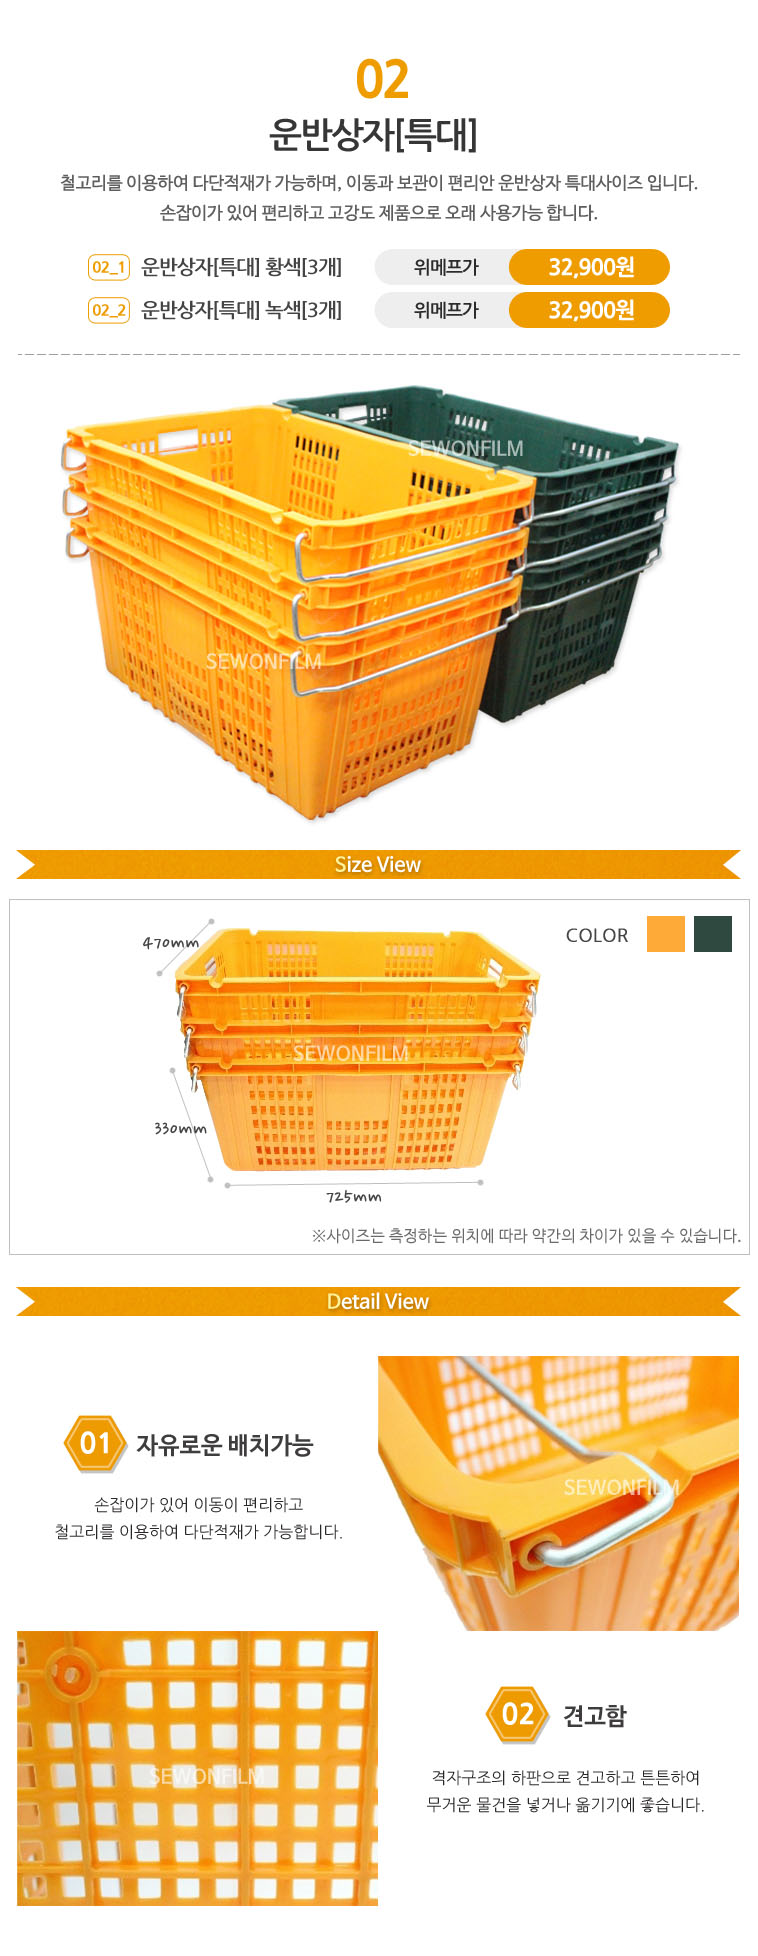 02
운반상자[특대]
철고리를 이용하여 다단적재가 가능하며, 이동과 보관이 편리안 운반상자 특대사이즈 입니다.
손잡이가 있어 편리하고 고강도 제품으로 오래 사용가능 합니다.
02_1 운반상자[특대] 황색[3개] 위메프가 32,900원
02_2 운반상자[특대] 녹색[3개] 위메프가 32,900원
SEWONFILM
SEWONFILM
Size View
COLOR
470mm
SEWONFILM
330mm
725mm
※사이즈는 측정하는 위치에 따라 약간의 차이가 있을 수 있습니다.
Detail View
01 자유로운 배치가능
손잡이가 있어 이동이 편리하고
철고리를 이용하여 다단적재가 가능합니다.
SEWONFILM
02 견고함
격자구조의 하판으로 견고하고 튼튼하여
무거운 물건을 넣거나 옮기기에 좋습니다.
SEWONFILM